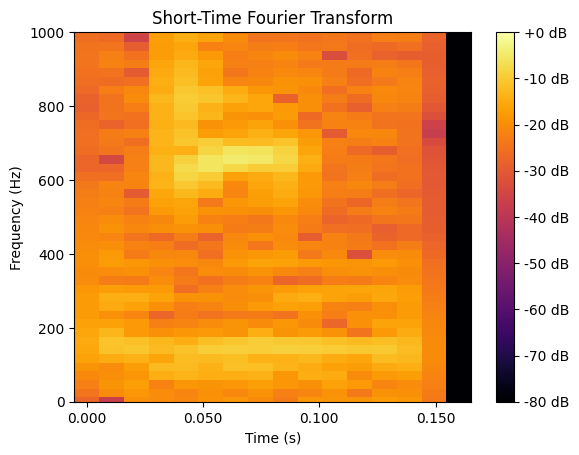 Short-Time Fourier Transform
Frequency (Hz)
1000
800
600
400
200
0
0.000
0.050
0.100
0.150
Time (s)
+0 dB
-10 dB
-20 dB
-30 dB
-40 dB
-50 dB
-60 dB
-70 dB
-80 dB